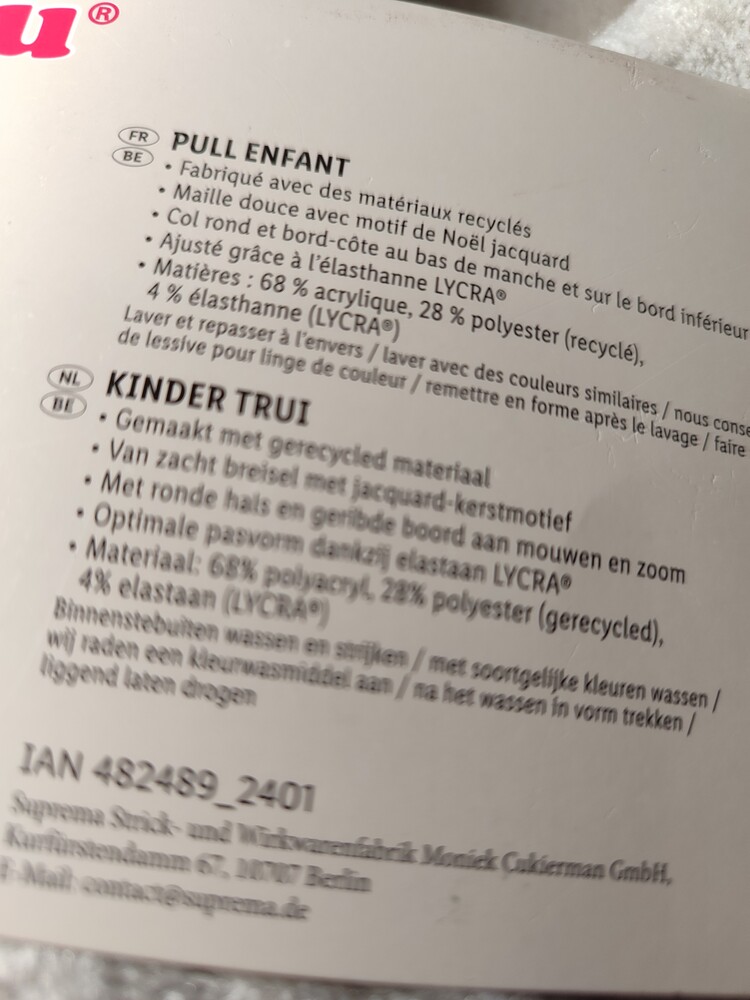 u®
FR BE PULL ENFANT
• Fabriqué avec des matériaux recyclés
• Maille douce avec motif de Noël jacquard
• Col rond et bord-côte au bas de manche et sur le bord inférieur
• Ajusté grâce à l'élasthanne LYCRA®
• Matières : 68 % acrylique, 28 % polyester (recyclé),
4 % élasthanne (LYCRA®)
Laver et repasser à l'envers / laver avec des couleurs similaires / nous conse
de lessive pour linge de couleur / remettre en forme après le lavage / faire
NL BE KINDER TRUI
• Gemaakt met gerecycled materiaal
• Van zacht breisel met jacquard-kerstmotief
• Met ronde hals en geribde boord aan mouwen en zoom
• Optimale pasvorm dankzij elastaan LYCRA®
• Materiaal: 68% polyacryl, 28% polyester (gerecycled),
4% elastaan (LYCRA®)
Binnenstebuiten wassen en strijken / met soortgelijke kleuren wassen /
wij raden een kleurwasmiddel aan / na het wassen in vorm trekken /
liggend laten drogen
IAN 482489_2401
Suprema Strick- und Wirkwarenfabrik Moniek Cukierman GmbH,
Kurfürstendamm 67, 10707 Berlin
E-Mail: contact@suprema.de